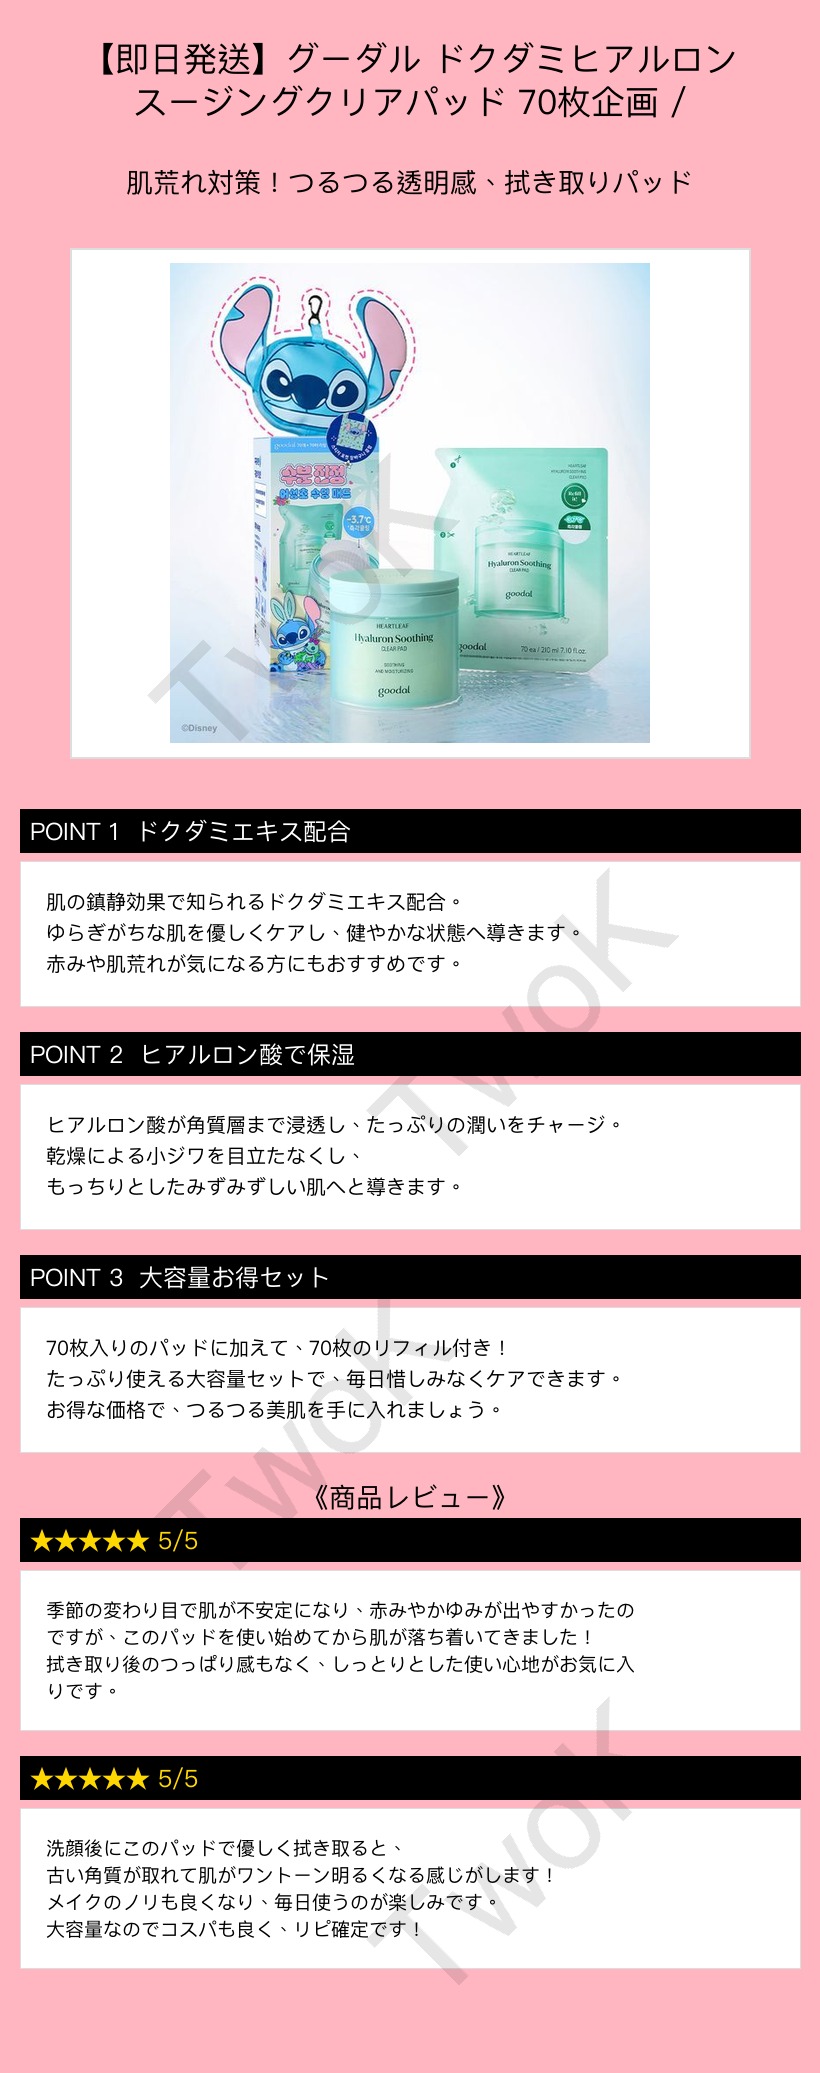 【即日発送】グーダル ドクダミヒアルロン
スージングクリアパッド 70枚企画 /
肌荒れ対策！つるつる透明感、拭き取りパッド
goodal
수분진정
어성초 수잉 패드
-3.7℃
HEARTLEAF
HYALURON SOOTHING
CLEAR PAD
Refill it!
HEARTLEAF
Hyaluron Soothing
CLEAR PAD
goodal
goodal
70 ea / 210 ml 7.10 fl.oz.
HEARTLEAF
Hyaluron Soothing
CLEAR PAD
SOOTHING
AND MOISTURIZING
goodal
©Disney
TwoK
POINT 1 ドクダミエキス配合
肌の鎮静効果で知られるドクダミエキス配合。
ゆらぎがちな肌を優しくケアし、健やかな状態へ導きます。
赤みや肌荒れが気になる方にもおすすめです。
TwoK
POINT 2 ヒアルロン酸で保湿
ヒアルロン酸が角質層まで浸透し、たっぷりの潤いをチャージ。
乾燥による小ジワを目立たなくし、
もっちりとしたみずみずしい肌へと導きます。
POINT 3 大容量お得セット
70枚入りのパッドに加えて、70枚のリフィル付き！
たっぷり使える大容量セットで、毎日惜しみなくケアできます。
お得な価格で、つるつる美肌を手に入れましょう。
TwoK
《商品レビュー》
★★★★★ 5/5
季節の変わり目で肌が不安定になり、赤みやかゆみが出やすかったの
ですが、このパッドを使い始めてから肌が落ち着いてきました！
拭き取り後のつっぱり感もなく、しっとりとした使い心地がお気に入
りです。
★★★★★ 5/5
洗顔後にこのパッドで優しく拭き取ると、
古い角質が取れて肌がワントーン明るくなる感じがします！
メイクのノリも良くなり、毎日使うのが楽しみです。
大容量なのでコスパも良く、リピ確定です！
TwoK